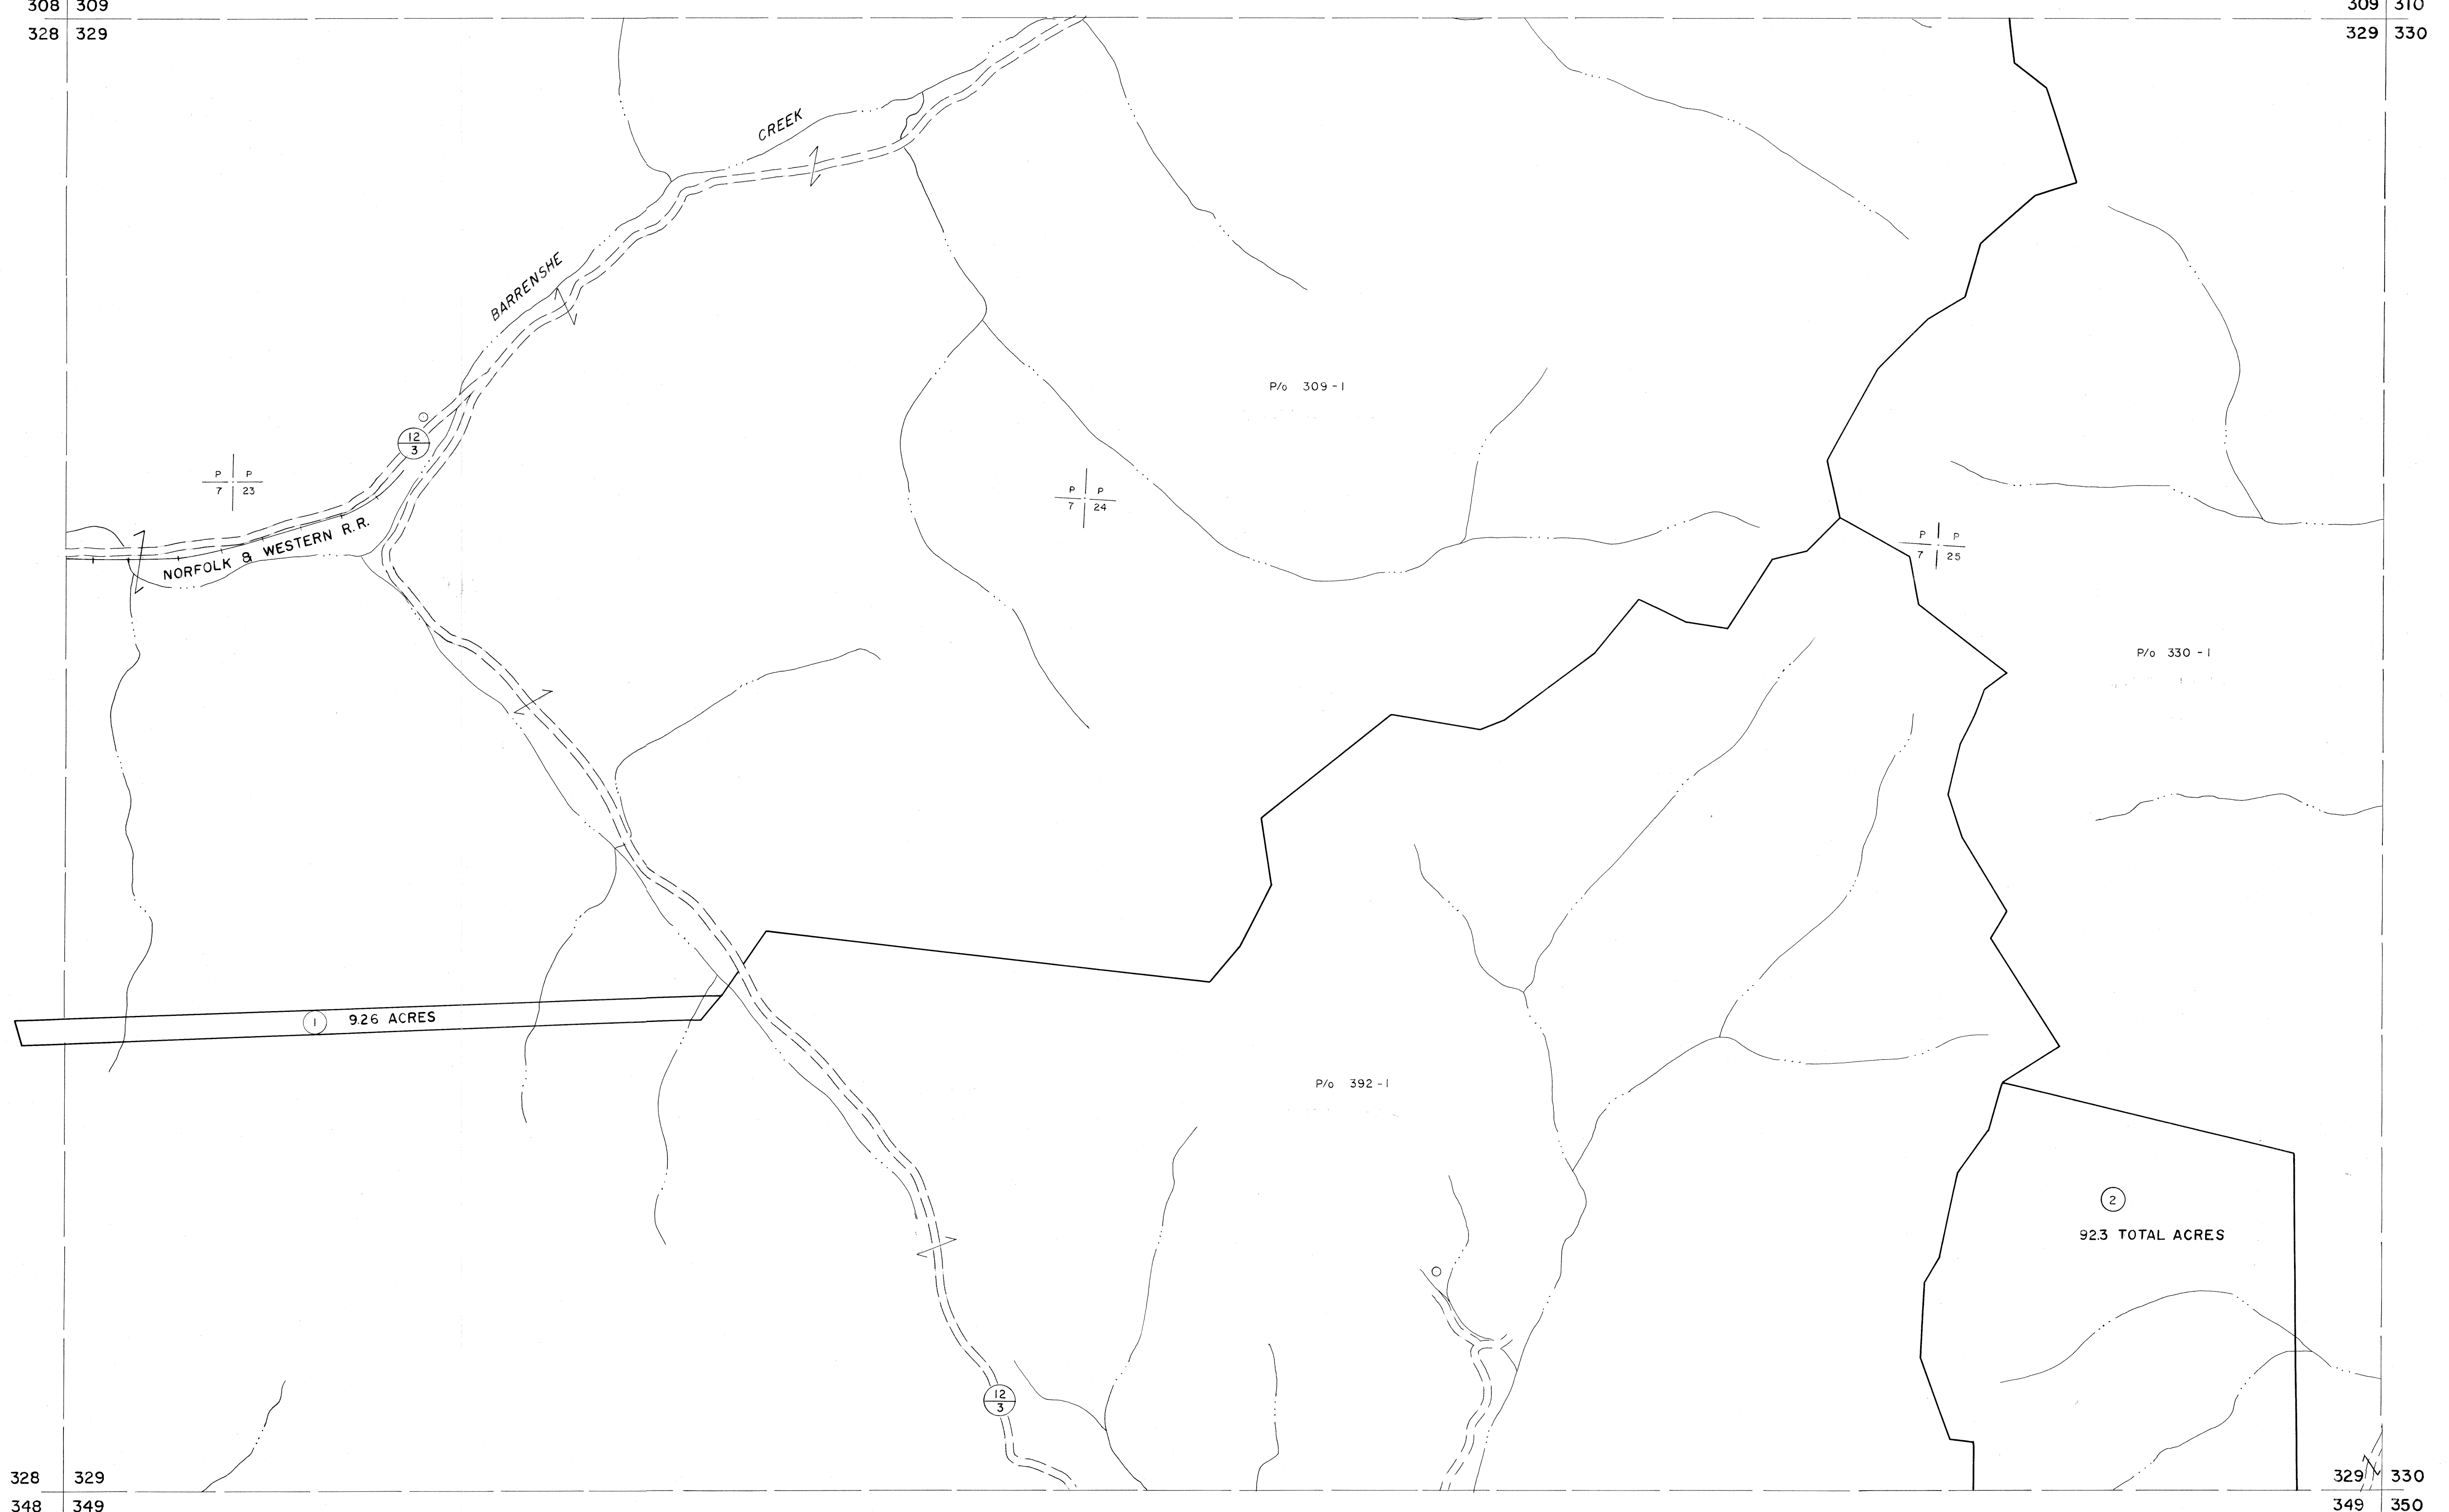 308 309
309 310
328 329
329 330
CREEK
BARRENSHE
P/o 309-1
12
3
P P
7 23
P P
7 24
NORFOLK & WESTERN R.R.
P P
7 25
P/o 330-1
1 9.26 ACRES
P/o 392-1
2
92.3 TOTAL ACRES
12
3
328 329
329 330
348 349
349 350